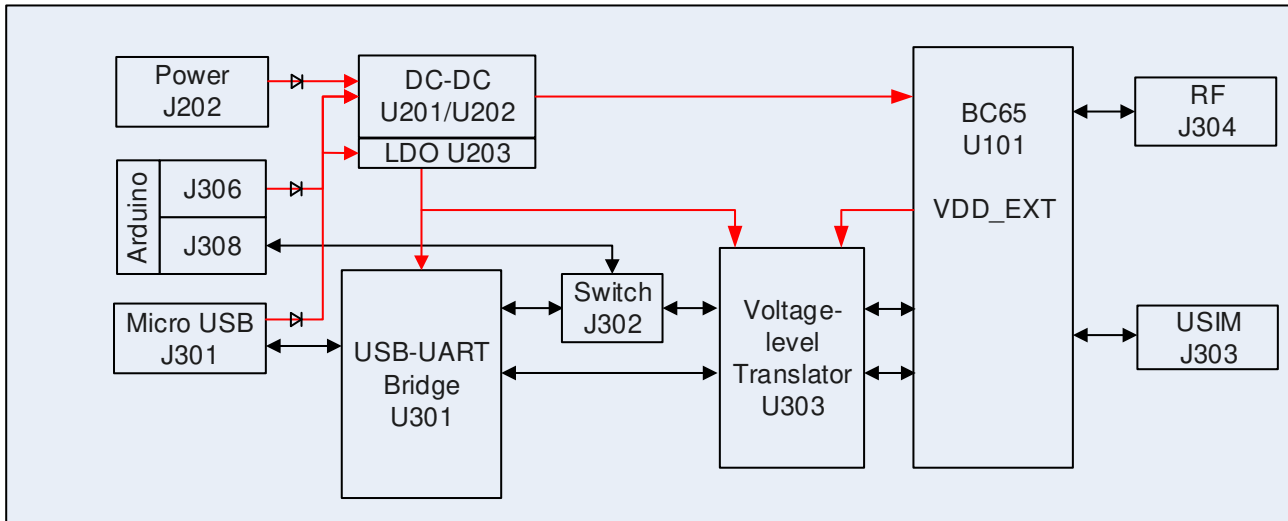 Power
J202
DC-DC
U201/U202
LDO U203
Arduino
J306
J308
Micro USB
J301
USB-UART
Bridge
U301
Switch
J302
Voltage-
level
Translator
U303
BC65
U101
VDD_EXT
RF
J304
USIM
J303